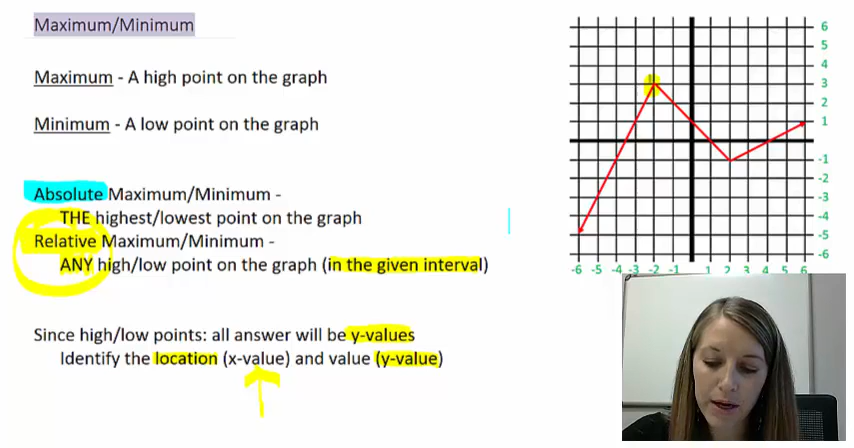 Maximum/Minimum
Maximum - A high point on the graph
Minimum - A low point on the graph
Absolute Maximum/Minimum -
THE highest/lowest point on the graph
Relative Maximum/Minimum -
ANY high/low point on the graph (in the given interval)
Since high/low points: all answer will be y-values
Identify the location (x-value) and value (y-value)
6
5
4
3
2
1
-1
-2
-3
-4
-5
-6
-6 -5 -4 -3 -2 -1 1 2 3 4 5 6